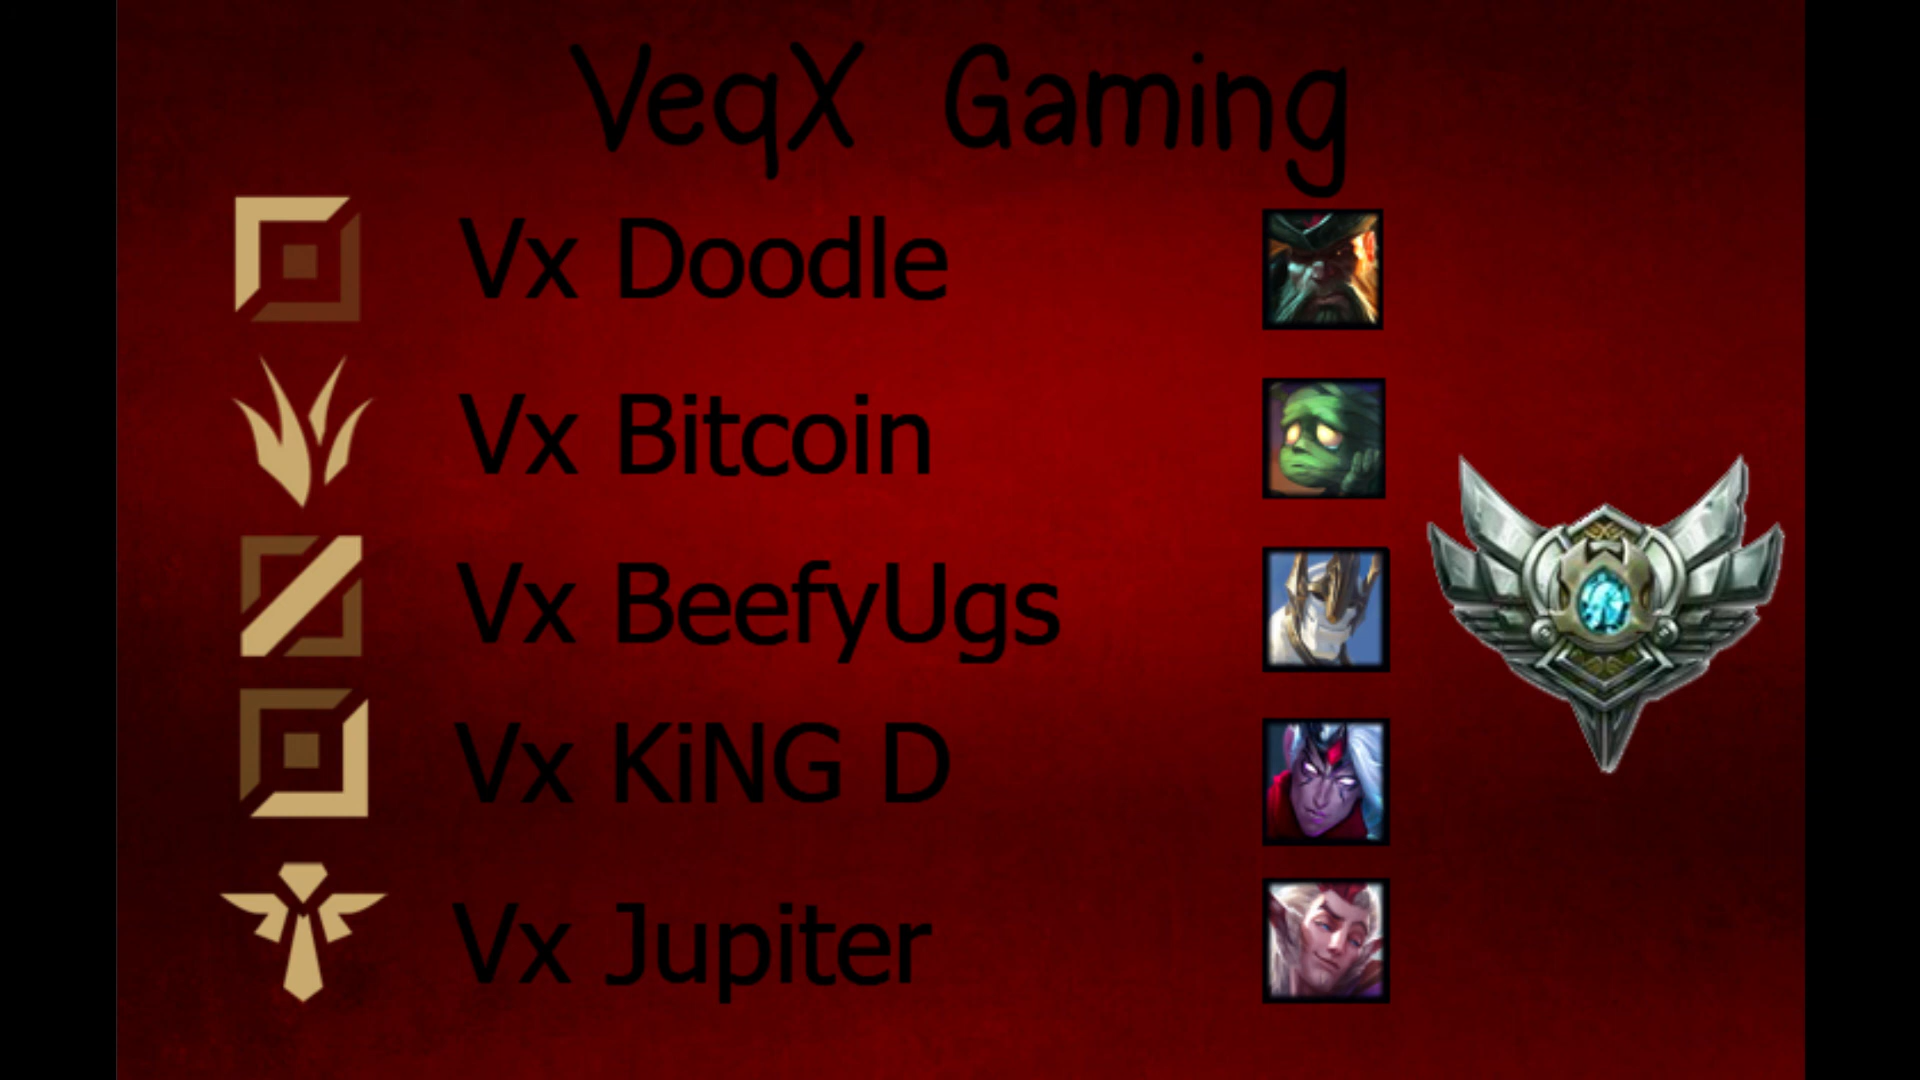 VeqX Gaming
Vx Doodle
Vx Bitcoin
Vx BeefyUgs
Vx KiNG D
Vx Jupiter